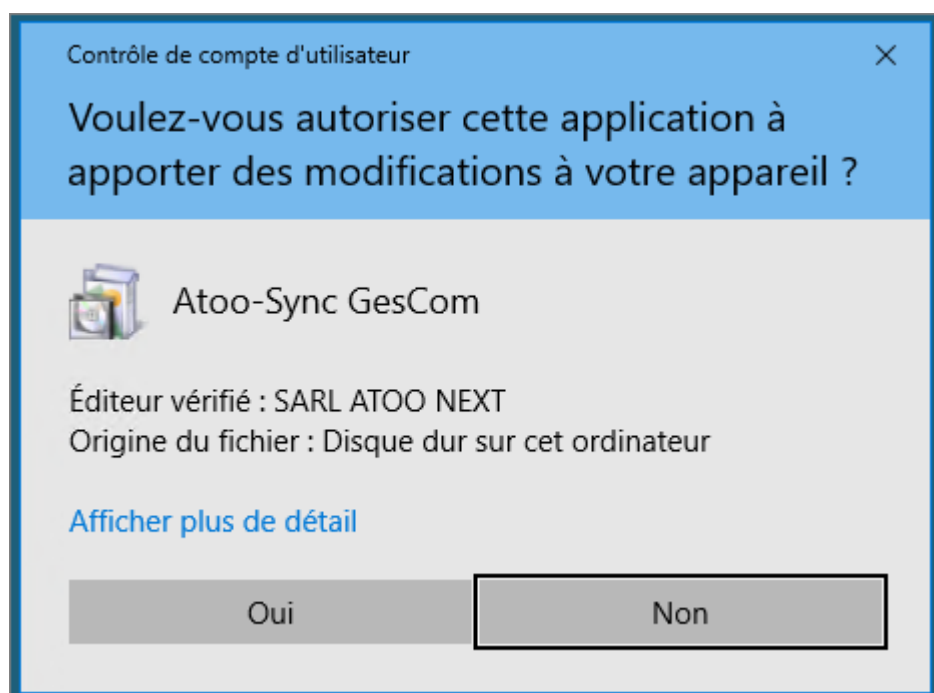 Contrôle de compte d'utilisateur
Voulez-vous autoriser cette application à
apporter des modifications à votre appareil ?
Atoo-Sync GesCom
Éditeur vérifié : SARL ATOO NEXT
Origine du fichier : Disque dur sur cet ordinateur
Afficher plus de détail
Oui
Non